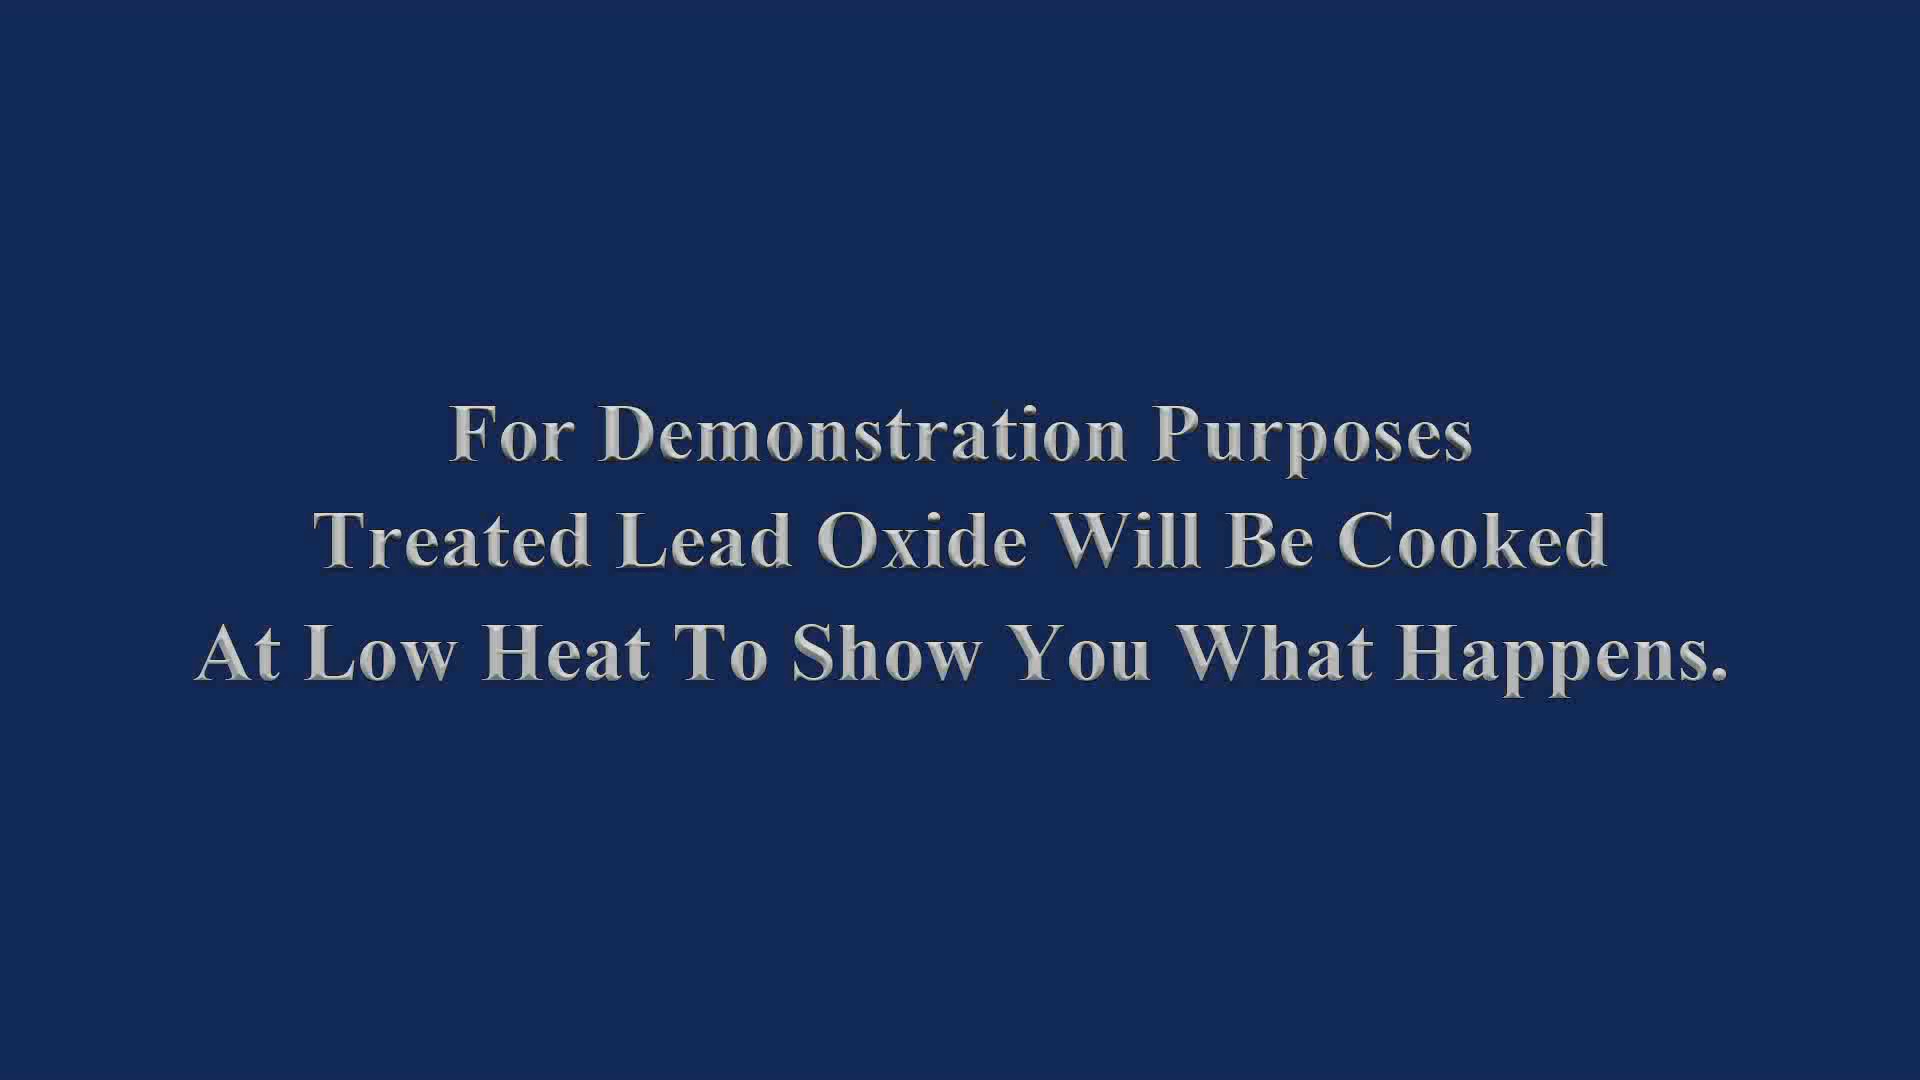 For Demonstration Purposes
Treated Lead Oxide Will Be Cooked
At Low Heat To Show You What Happens.